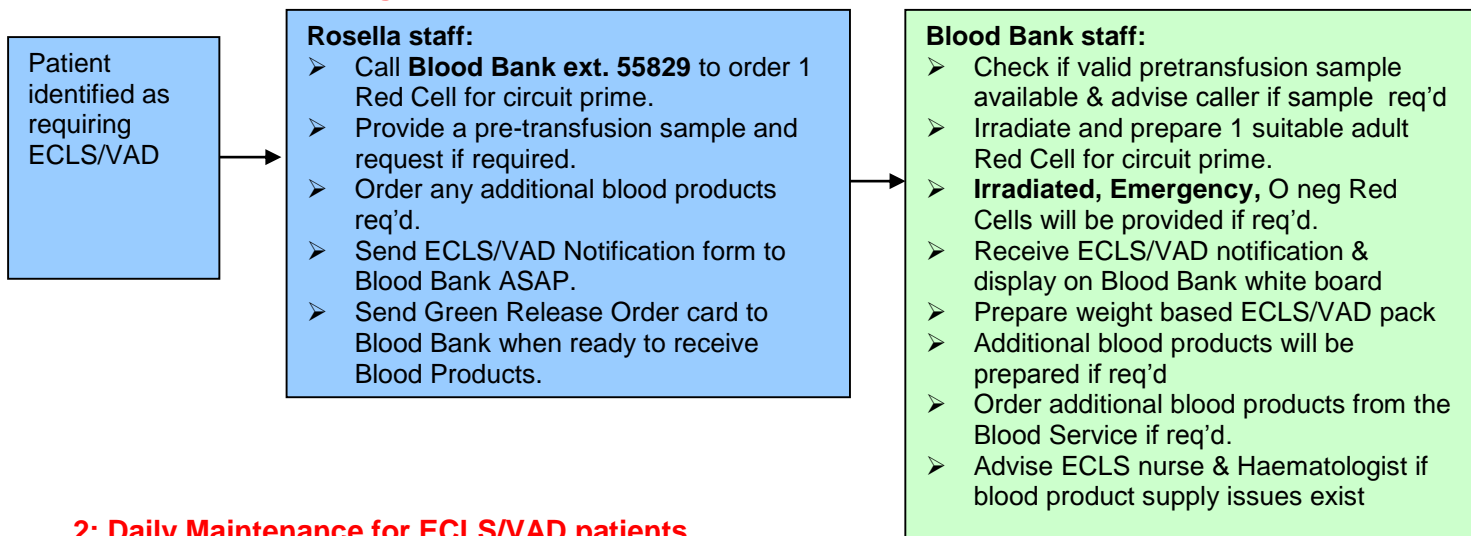 Patient
identified as
requiring
ECLS/VAD
Rosella staff:
➢ Call Blood Bank ext. 55829 to order 1
Red Cell for circuit prime.
➢ Provide a pre-transfusion sample and
request if required.
➢ Order any additional blood products
req'd.
➢ Send ECLS/VAD Notification form to
Blood Bank ASAP.
➢ Send Green Release Order card to
Blood Bank when ready to receive
Blood Products.
Blood Bank staff:
➢ Check if valid pretransfusion sample
available & advise caller if sample req'd
➢ Irradiate and prepare 1 suitable adult
Red Cell for circuit prime.
➢ Irradiated, Emergency, O neg Red
Cells will be provided if req'd.
➢ Receive ECLS/VAD notification &
display on Blood Bank white board
➢ Prepare weight based ECLS/VAD pack
➢ Additional blood products will be
prepared if req'd
➢ Order additional blood products from the
Blood Service if req'd.
➢ Advise ECLS nurse & Haematologist if
blood product supply issues exist
2: Daily Maintenance for ECLS/VAD patients